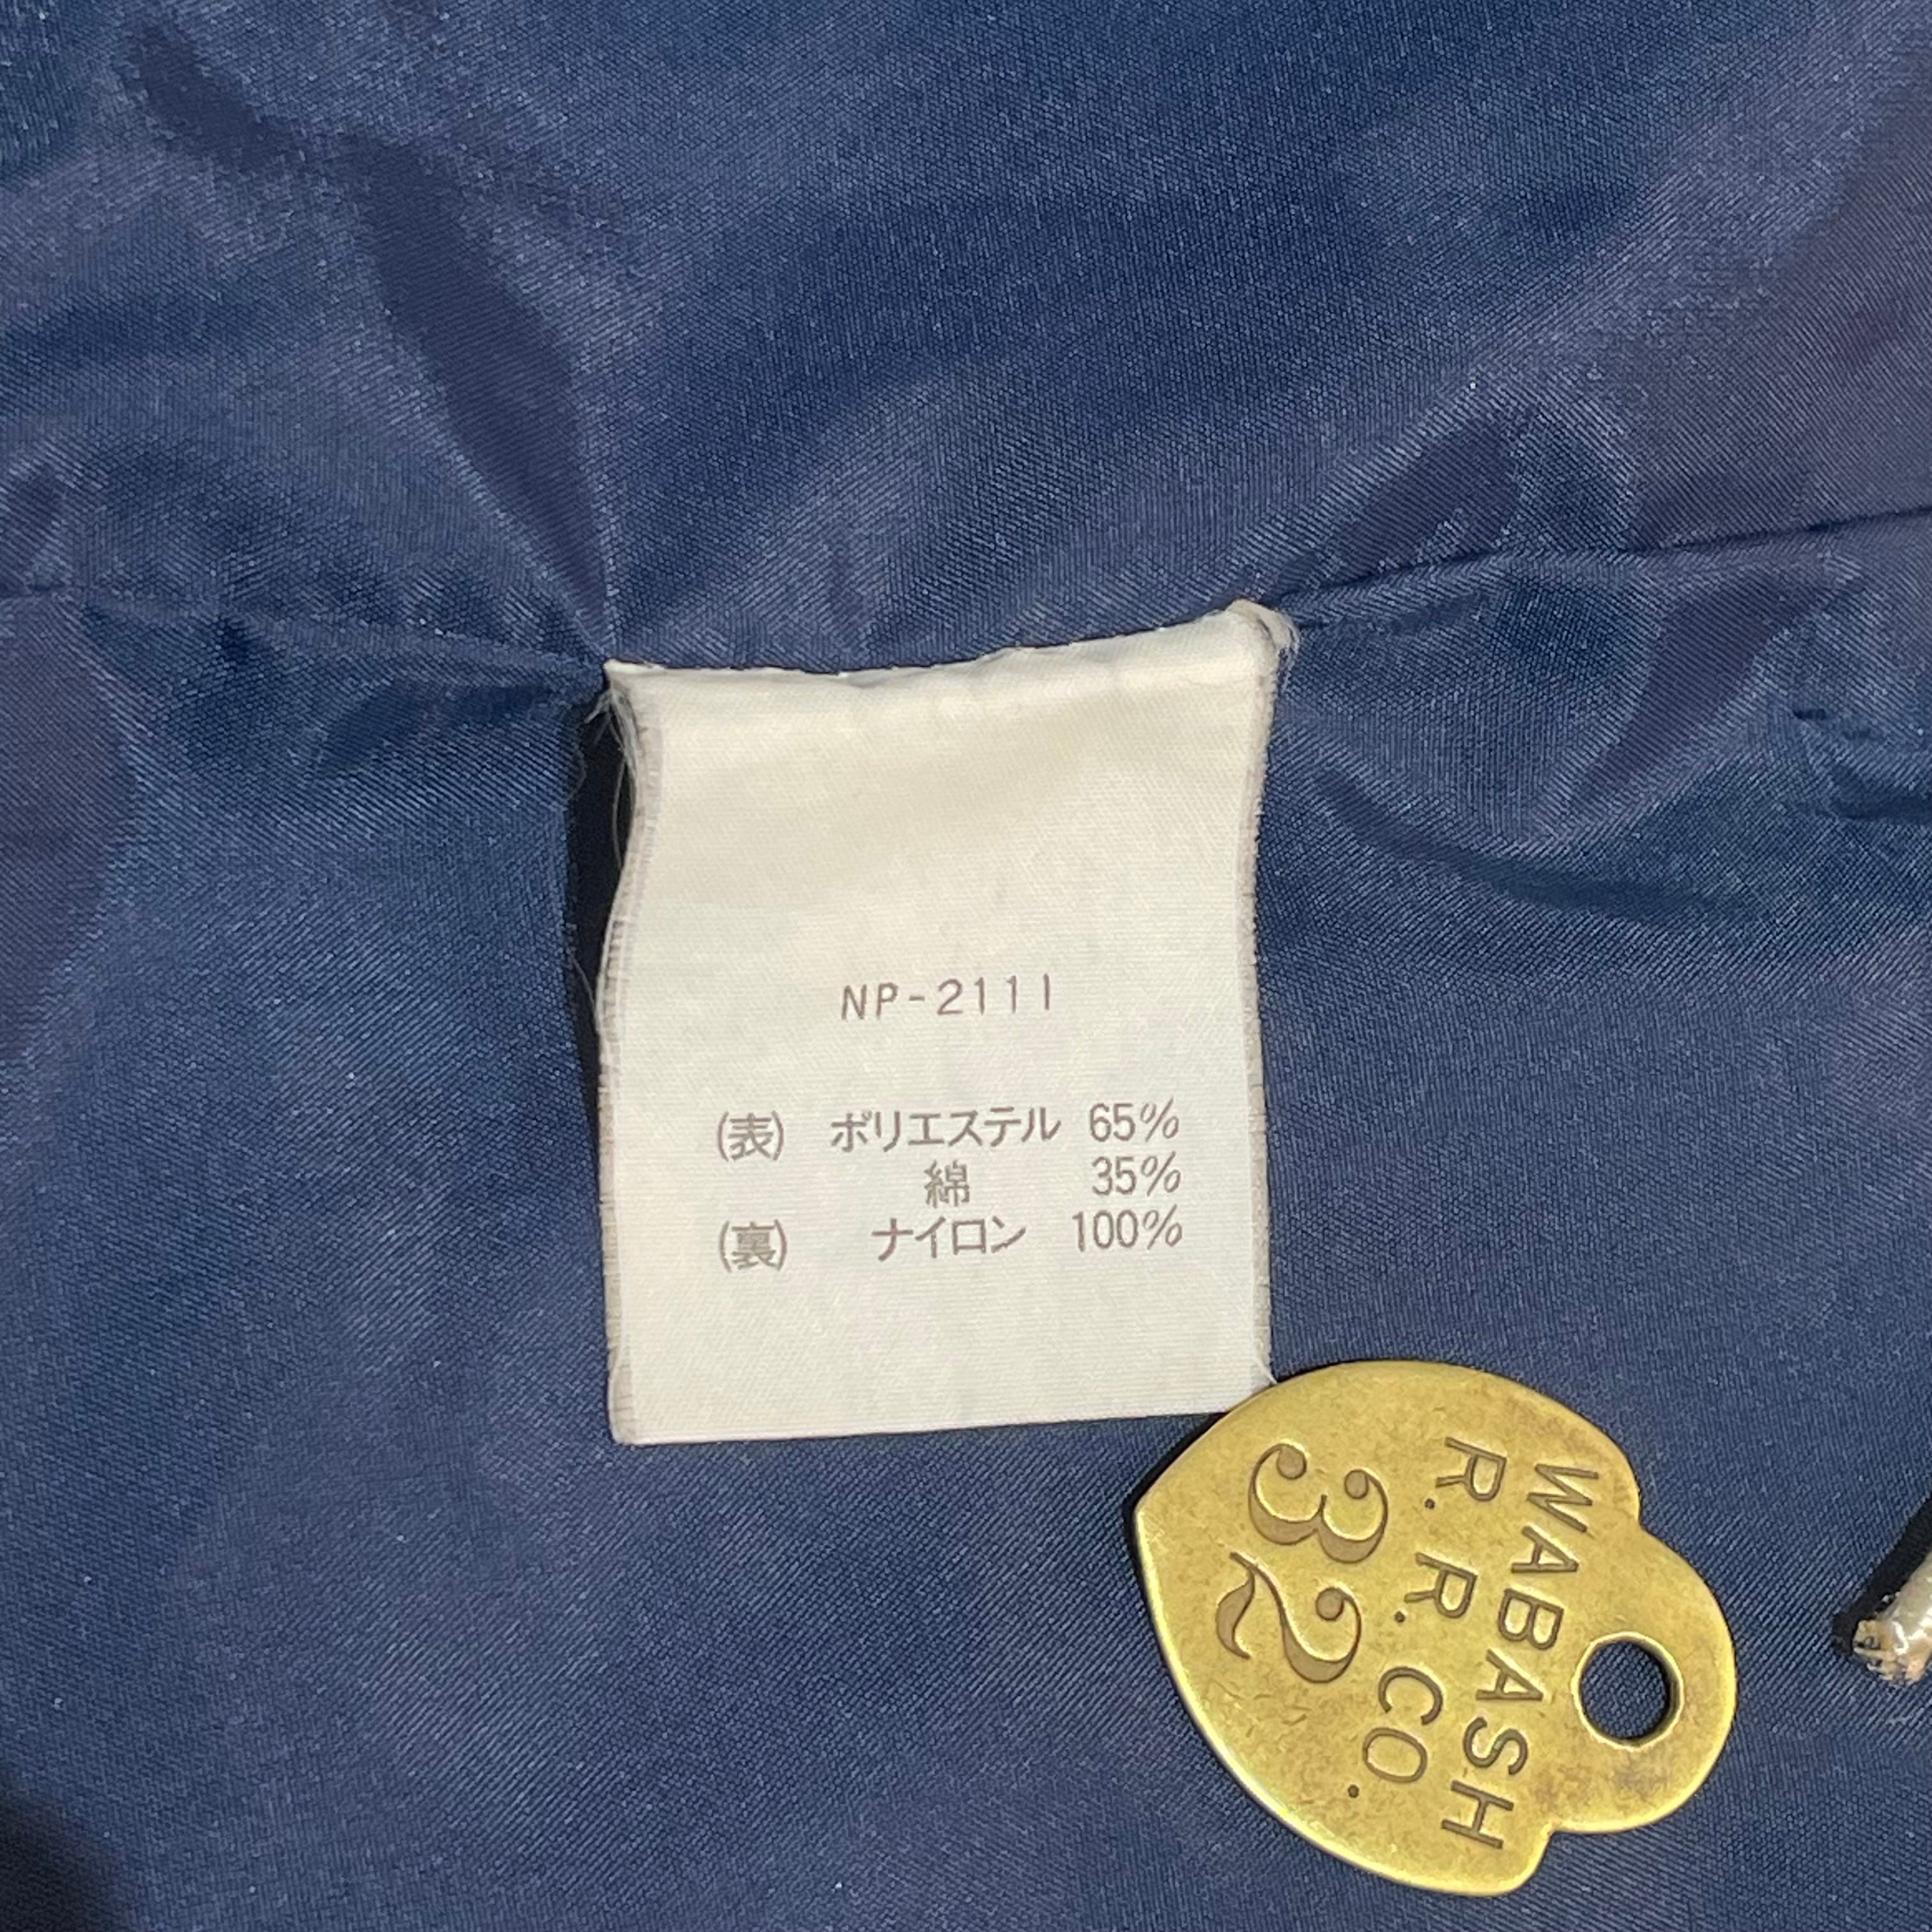 NP-2111
(表) ポリエステル 65%
綿 35%
(裏) ナイロン 100%
WABASH
R. R. CO.
32